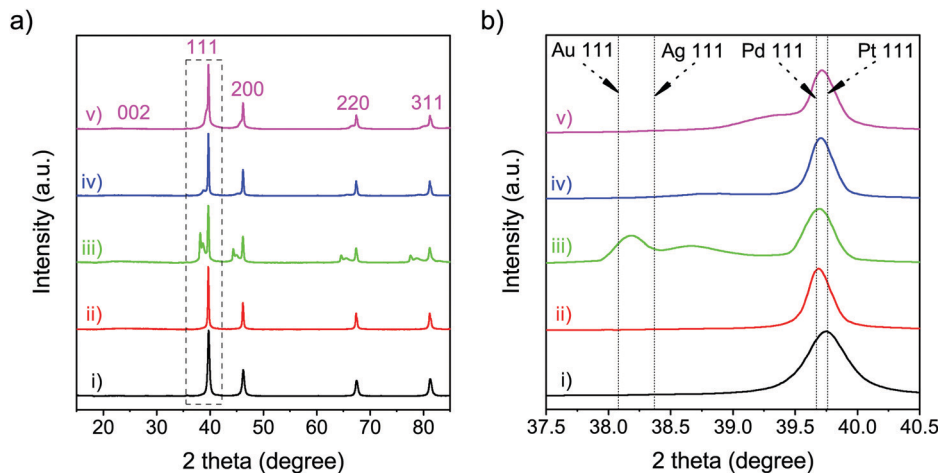 a)
111
002
200
220
311
v)
iv)
iii)
ii)
i)
Intensity (a.u.)
20
30
40
50
60
70
80
2 theta (degree)
b)
Au 111
Ag 111
Pd 111
Pt 111
v)
iv)
iii)
ii)
i)
Intensity (a.u.)
37.5
38.0
38.5
39.0
39.5
40.0
40.5
2 theta (degree)